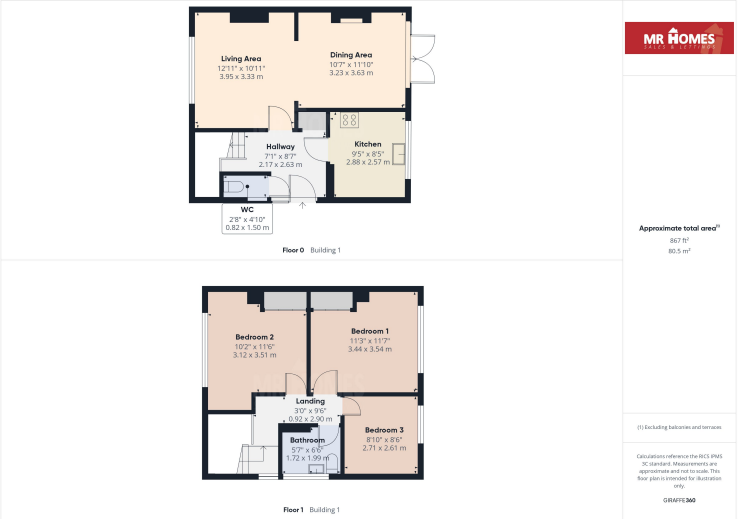 Living Area
12'11" x 10'11"
3.95 x 3.33 m
Dining Area
10'7" x 11'10"
3.23 x 3.63 m
Hallway
7'1" x 8'7"
2.17 x 2.63 m
Kitchen
9'5" x 8'5"
2.88 x 2.57 m
WC
2'8" x 4'10"
0.82 x 1.50 m
Floor 0 Building 1
Bedroom 2
10'2" x 11'6"
3.12 x 3.51 m
Bedroom 1
11'3" x 11'7"
3.44 x 3.54 m
Landing
3'0" x 9'6"
0.92 x 2.90 m
Bathroom
5'7" x 6'6"
1.72 x 1.99 m
Bedroom 3
8'10" x 8'6"
2.71 x 2.61 m
Floor 1 Building 1
MR HOMES
SALES & LETTINGS
Approximate total area(1)
867 ft²
80.5 m²
(1) Excluding balconies and terraces
Calculations reference the RICS IPMS
3C standard. Measurements are
approximate and not to scale. This
floor plan is intended for illustration
only.
GIRAFFE360